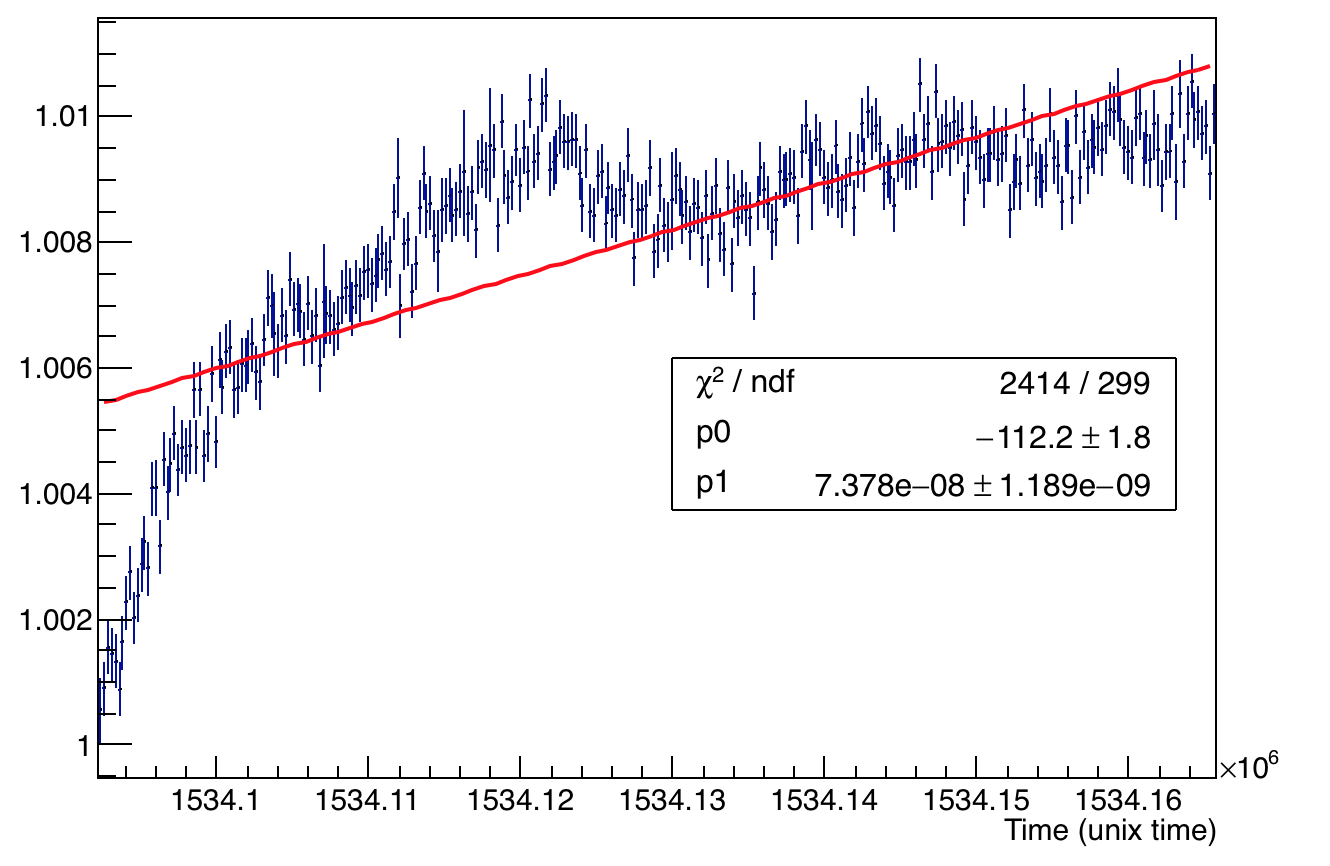 1.01
1.008
1.006
1.004
1.002
1
χ² / ndf 2414 / 299
p0 −112.2 ± 1.8
p1 7.378e−08 ± 1.189e−09
1534.1 1534.11 1534.12 1534.13 1534.14 1534.15 1534.16 ×10⁶
Time (unix time)